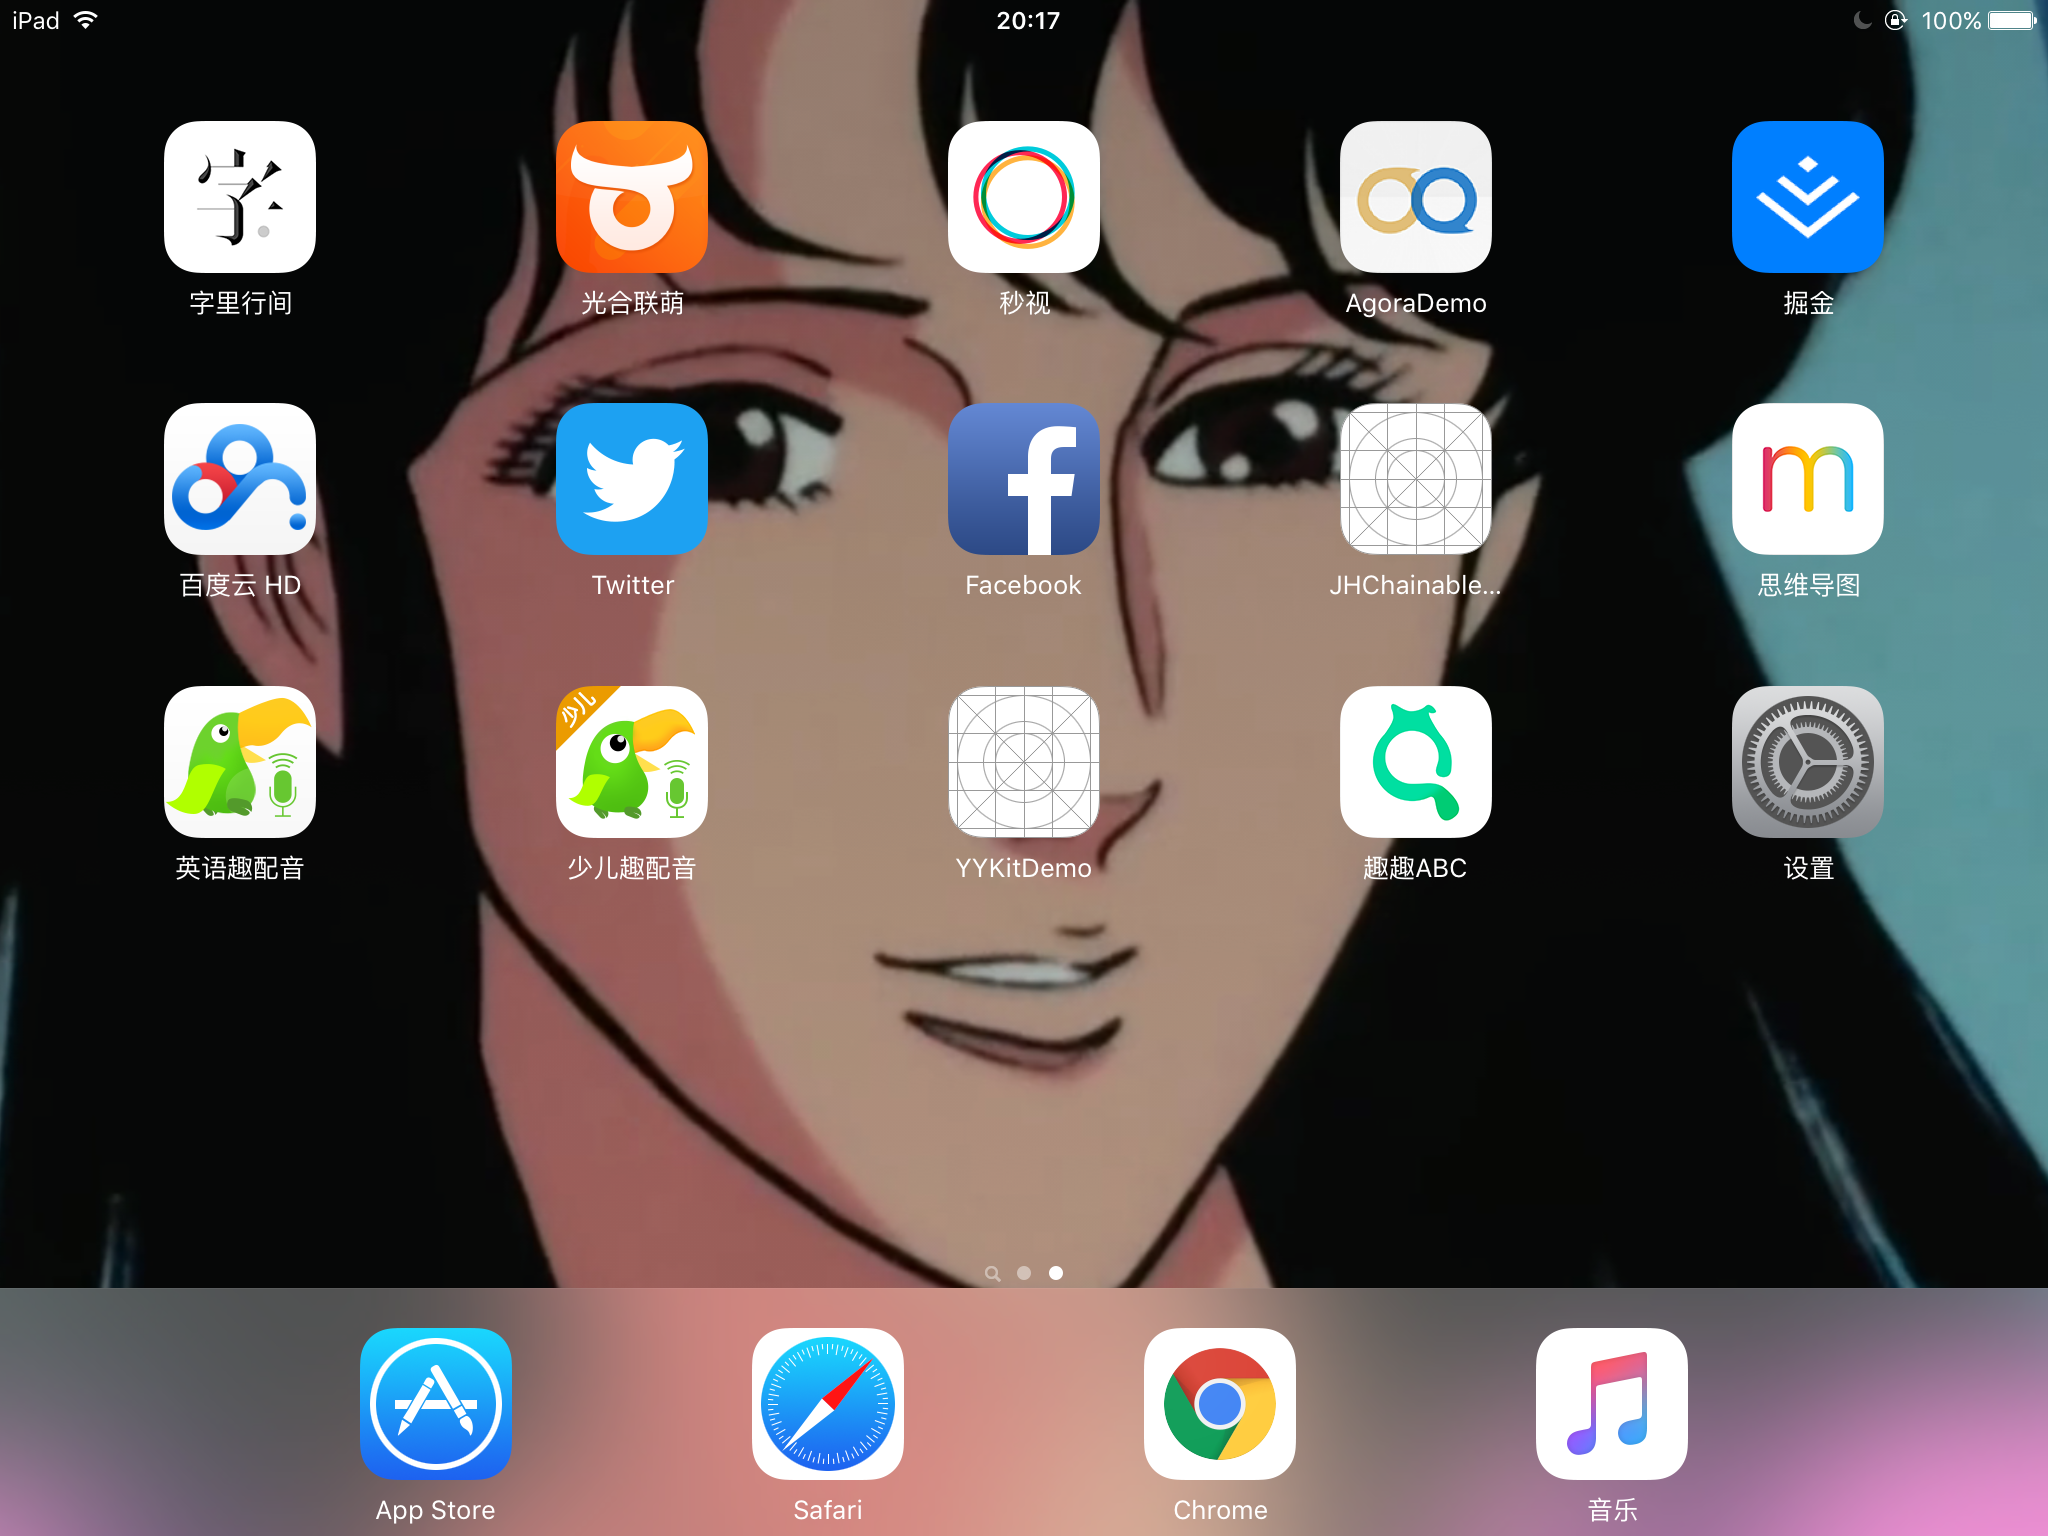 iPad
20:17
100%
字
字里行间
光合联萌
秒视
AgoraDemo
掘金
百度云 HD
Twitter
Facebook
JHChainable...
思维导图
少儿
英语趣配音
少儿趣配音
YYKitDemo
趣趣ABC
设置
App Store
Safari
Chrome
音乐